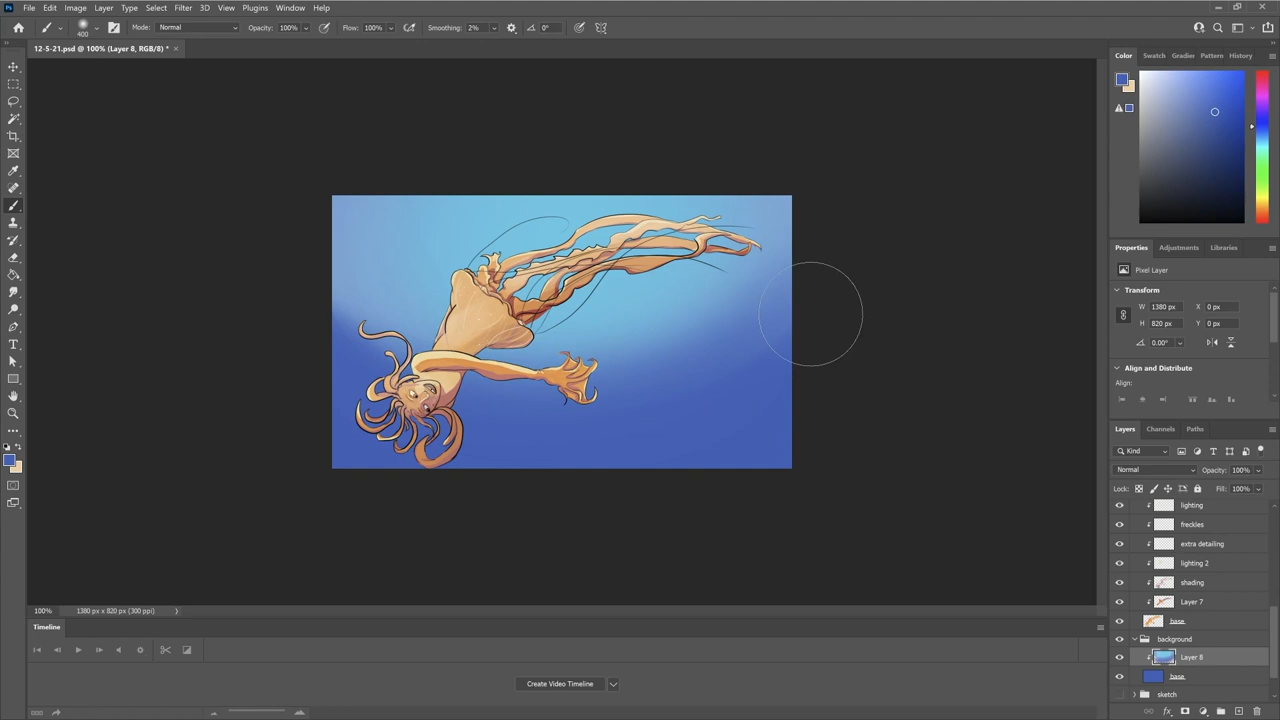 Ps File Edit Image Layer Type Select Filter 3D View Plugins Window Help
400 Mode: Normal Opacity: 100% Flow: 100% Smoothing: 2% 0°
12-5-21.psd @ 100% (Layer 8, RGB/8) * ×
Color Swatch Gradier Pattern History
Properties Adjustments Libraries
Pixel Layer
Transform
W 1380 px X 0 px
H 820 px Y 0 px
0.00°
Align and Distribute
Align:
Layers Channels Paths
Kind
Normal Opacity: 100%
Lock: Fill: 100%
lighting
freckles
extra detailing
lighting 2
shading
Layer 7
base
background
Layer 8
base
sketch
fx
100% 1380 px x 820 px (300 ppi)
Timeline
Create Video Timeline